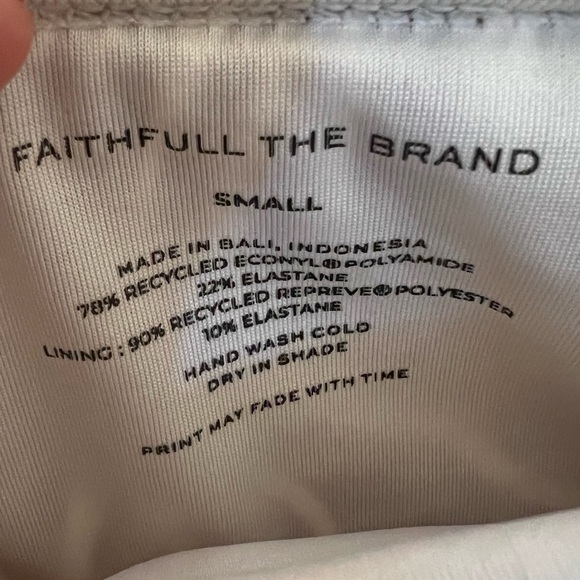 FAITHFULL THE BRAND
SMALL
MADE IN BALI, INDONESIA
78% RECYCLED ECONYL® POLYAMIDE
22% ELASTANE
LINING : 90% RECYCLED REPREVE® POLYESTER
10% ELASTANE
HAND WASH COLD
DRY IN SHADE
PRINT MAY FADE WITH TIME